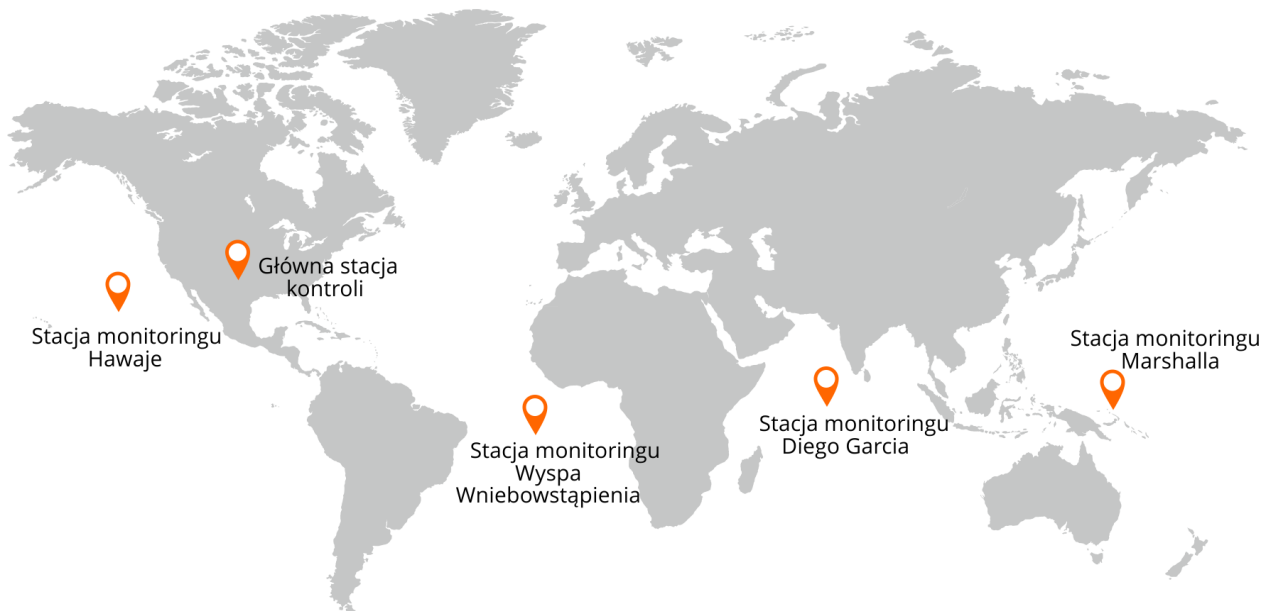 Główna stacja
kontroli
Stacja monitoringu
Hawaje
Stacja monitoringu
Marshalla
Stacja monitoringu
Diego Garcia
Stacja monitoringu
Wyspa
Wniebowstąpienia